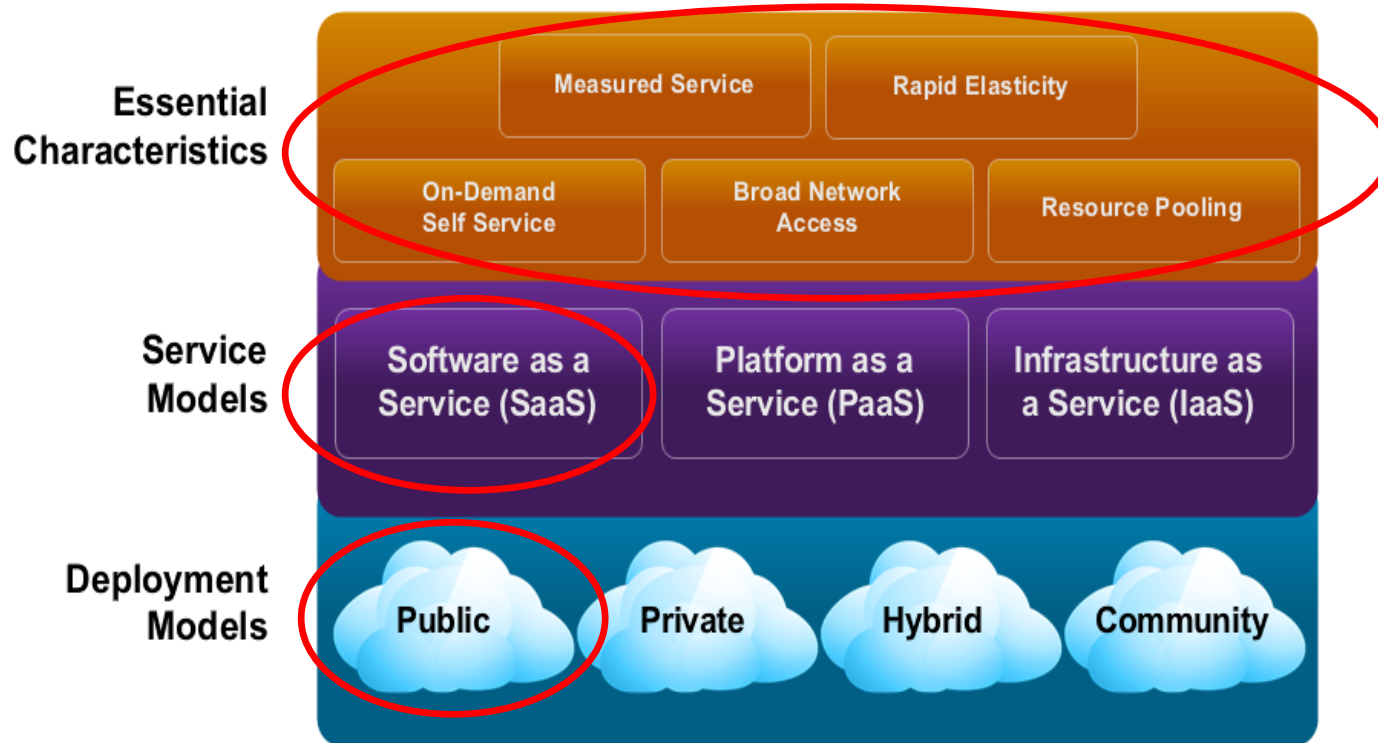 Essential
Characteristics
Measured Service
Rapid Elasticity
On-Demand
Self Service
Broad Network
Access
Resource Pooling
Service
Models
Software as a
Service (SaaS)
Platform as a
Service (PaaS)
Infrastructure as
a Service (IaaS)
Deployment
Models
Public
Private
Hybrid
Community